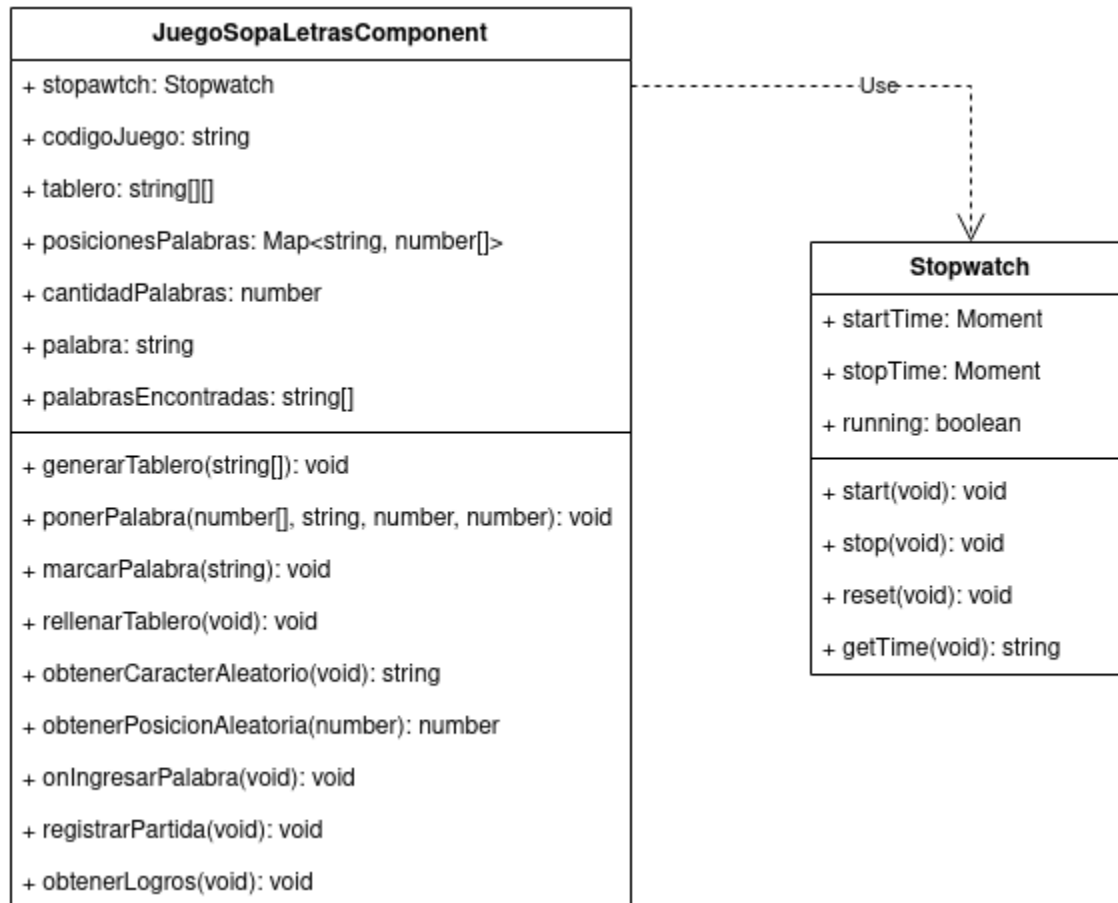 JuegoSopaLetrasComponent
+ stopawtch: Stopwatch
+ codigoJuego: string
+ tablero: string[][]
+ posicionesPalabras: Map<string, number[]>
+ cantidadPalabras: number
+ palabra: string
+ palabrasEncontradas: string[]
+ generarTablero(string[]): void
+ ponerPalabra(number[], string, number, number): void
+ marcarPalabra(string): void
+ rellenarTablero(void): void
+ obtenerCaracterAleatorio(void): string
+ obtenerPosicionAleatoria(number): number
+ onIngresarPalabra(void): void
+ registrarPartida(void): void
+ obtenerLogros(void): void
Use
Stopwatch
+ startTime: Moment
+ stopTime: Moment
+ running: boolean
+ start(void): void
+ stop(void): void
+ reset(void): void
+ getTime(void): string